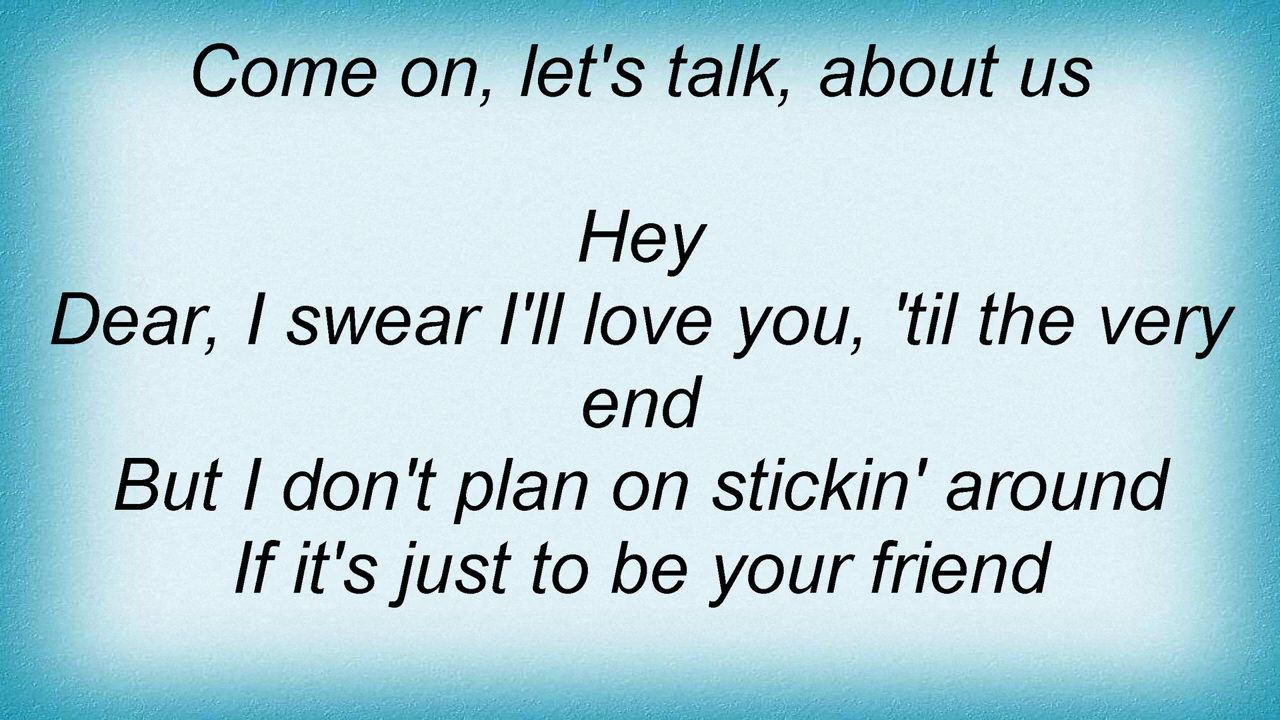 Come on, let's talk, about us
Hey
Dear, I swear I'll love you, 'til the very
end
But I don't plan on stickin' around
If it's just to be your friend